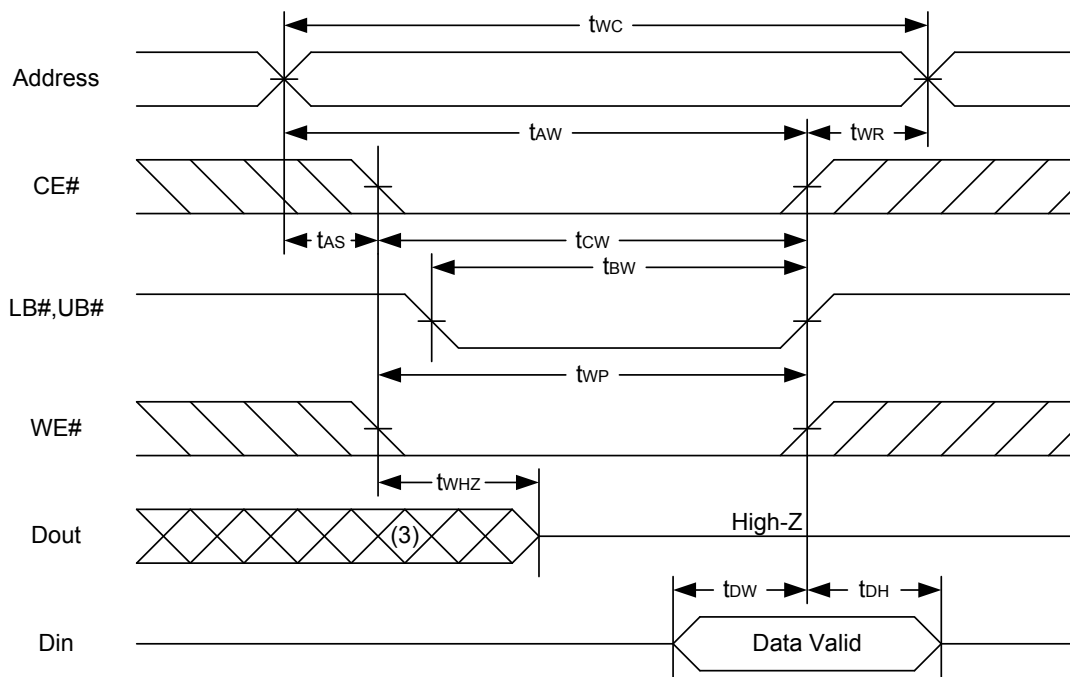 tWC
Address
tAW
tWR
CE#
tAS
tCW
tBW
LB#,UB#
tWP
WE#
tWHZ
Dout
(3)
High-Z
tDW
tDH
Din
Data Valid